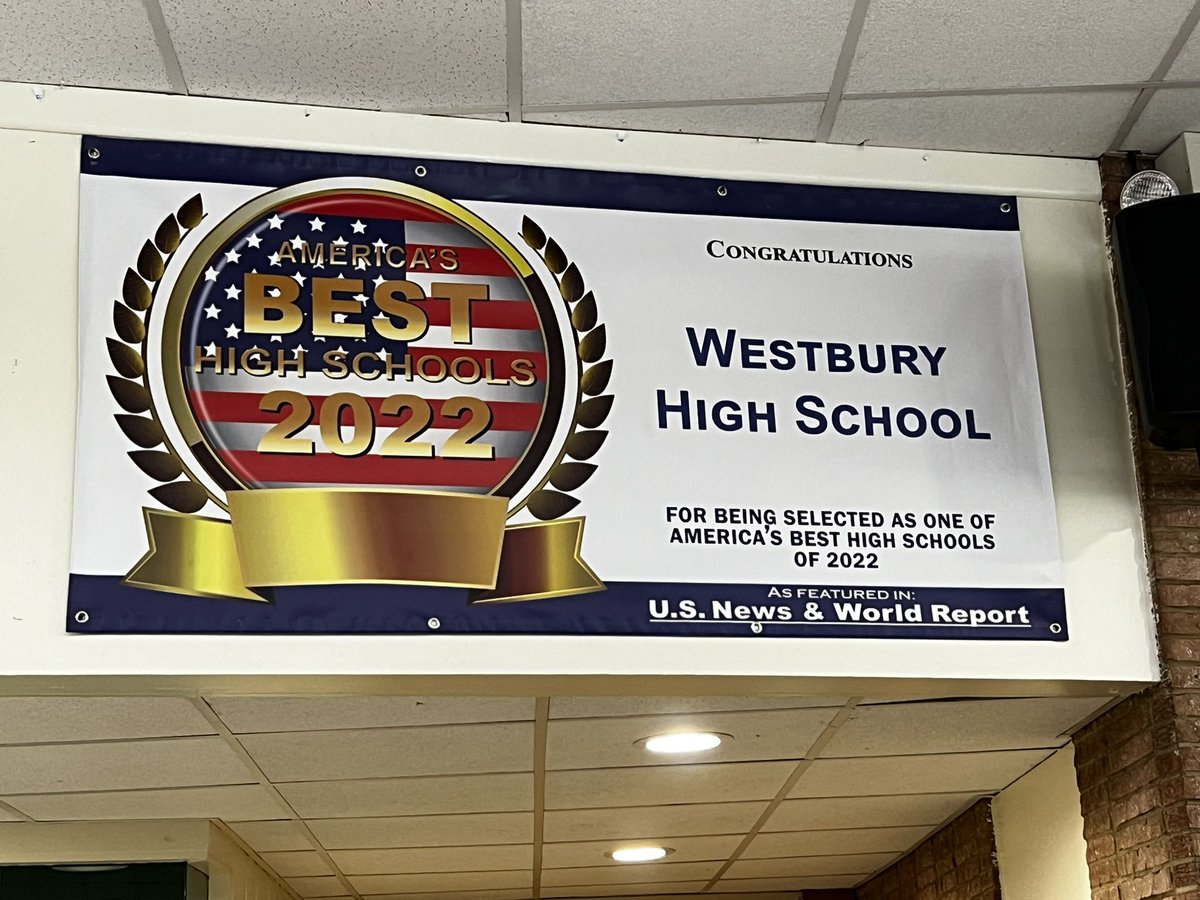 AMERICA'S
BEST
HIGH SCHOOLS
2022
CONGRATULATIONS
WESTBURY
HIGH SCHOOL
FOR BEING SELECTED AS ONE OF
AMERICA'S BEST HIGH SCHOOLS
OF 2022
AS FEATURED IN:
U.S. NEWS & WORLD REPORT